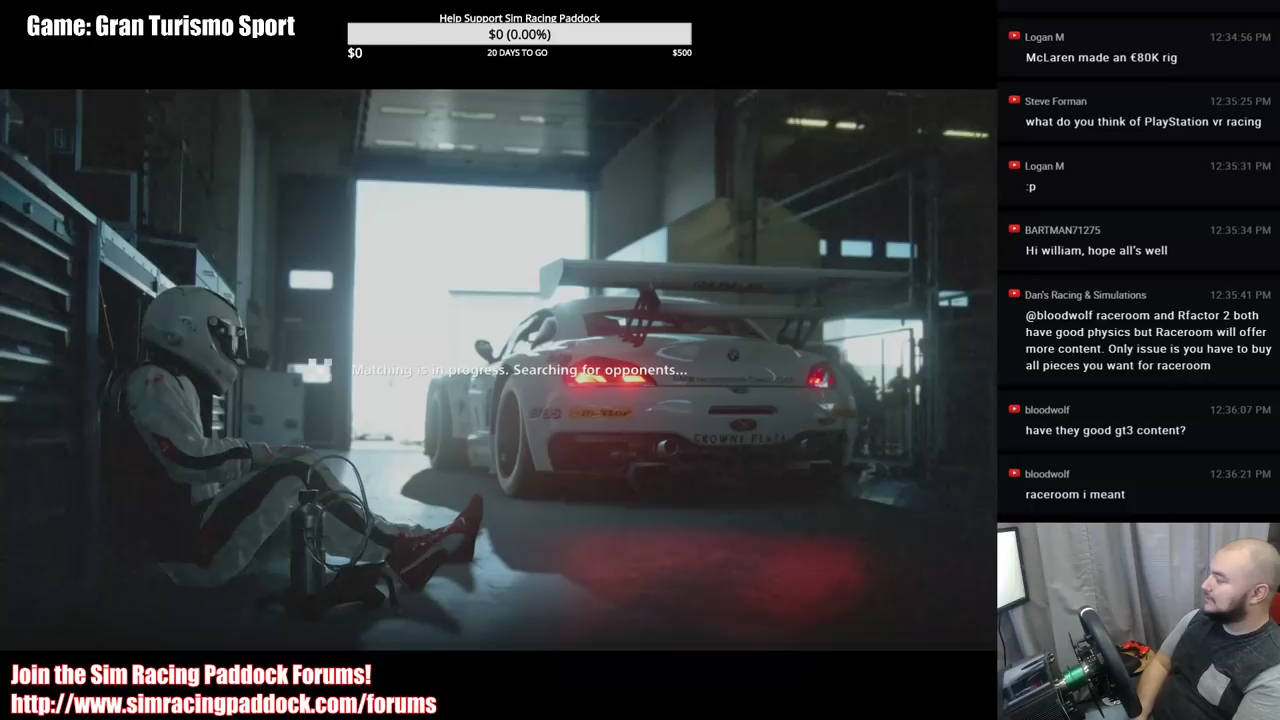 Game: Gran Turismo Sport
Help Support Sim Racing Paddock
$0 (0.00%)
$0 20 DAYS TO GO $500
Matching is in progress. Searching for opponents...
CROWNE PLAZA
Join the Sim Racing Paddock Forums!
http://www.simracingpaddock.com/forums
Logan M 12:34:56 PM
McLaren made an €80K rig
Steve Forman 12:35:25 PM
what do you think of PlayStation vr racing
Logan M 12:35:31 PM
:p
BARTMAN71275 12:35:34 PM
Hi william, hope all's well
Dan's Racing & Simulations 12:35:41 PM
@bloodwolf raceroom and Rfactor 2 both
have good physics but Raceroom will offer
more content. Only issue is you have to buy
all pieces you want for raceroom
bloodwolf 12:36:07 PM
have they good gt3 content?
bloodwolf 12:36:21 PM
raceroom i meant